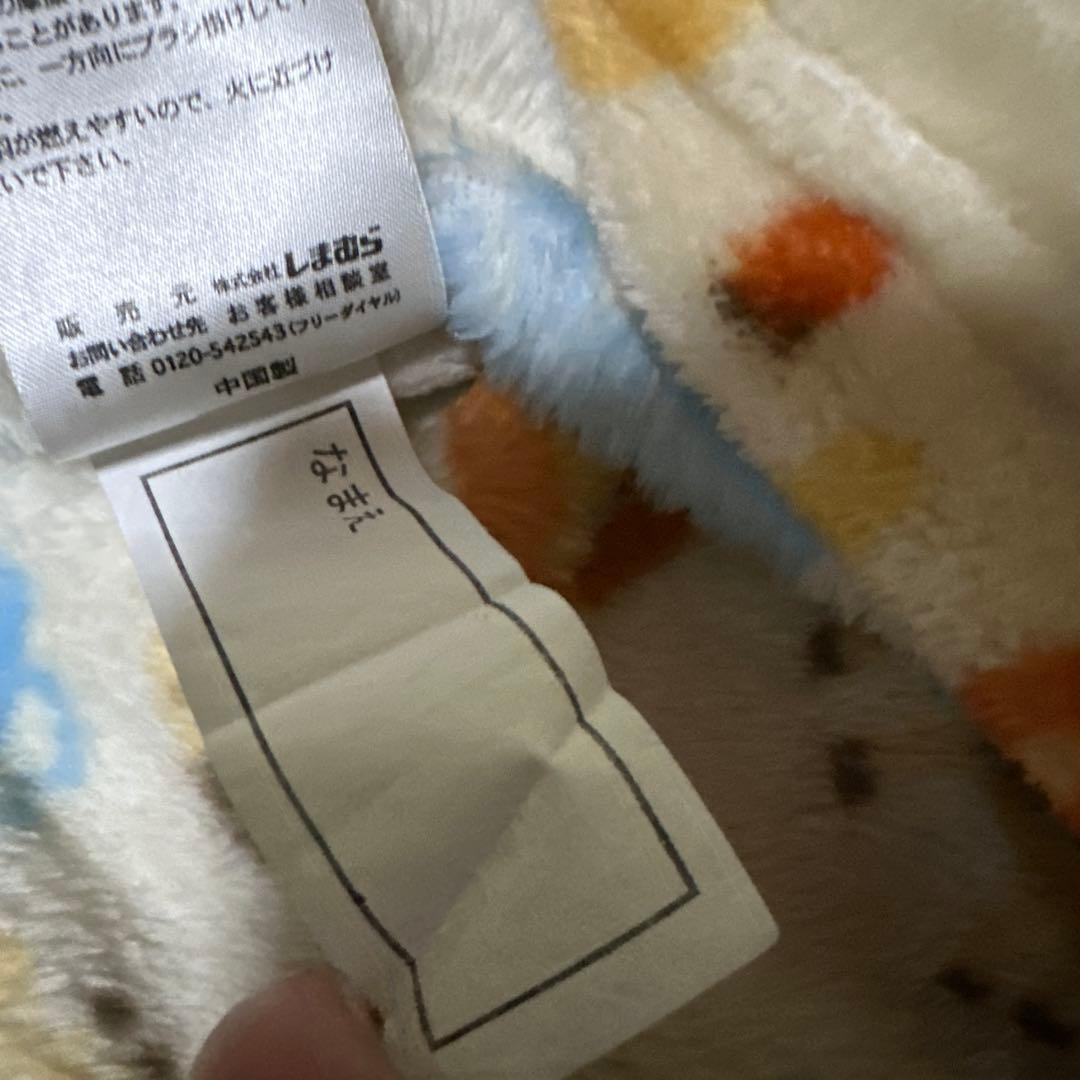 ことがあります。
に、一方向にブラシ掛けして下
が燃えやすいので、火に近づけ
いで下さい。
販売元 株式会社しまむら
お問い合わせ先 お客様相談室
電話 0120-542543(フリーダイヤル)
中国製
なまえ